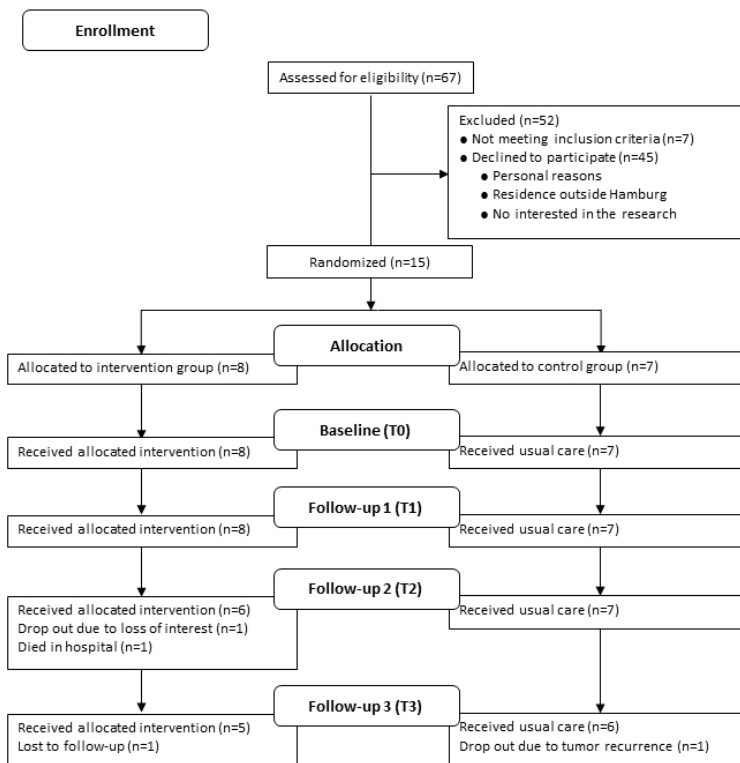 Enrollment
Assessed for eligibility (n=67)
Excluded (n=52)
● Not meeting inclusion criteria (n=7)
● Declined to participate (n=45)
● Personal reasons
● Residence outside Hamburg
● No interested in the research
Randomized (n=15)
Allocation
Allocated to intervention group (n=8)
Allocated to control group (n=7)
Baseline (T0)
Received allocated intervention (n=8)
Received usual care (n=7)
Follow-up 1 (T1)
Received allocated intervention (n=8)
Received usual care (n=7)
Follow-up 2 (T2)
Received allocated intervention (n=6)
Drop out due to loss of interest (n=1)
Died in hospital (n=1)
Received usual care (n=7)
Follow-up 3 (T3)
Received allocated intervention (n=5)
Lost to follow-up (n=1)
Received usual care (n=6)
Drop out due to tumor recurrence (n=1)